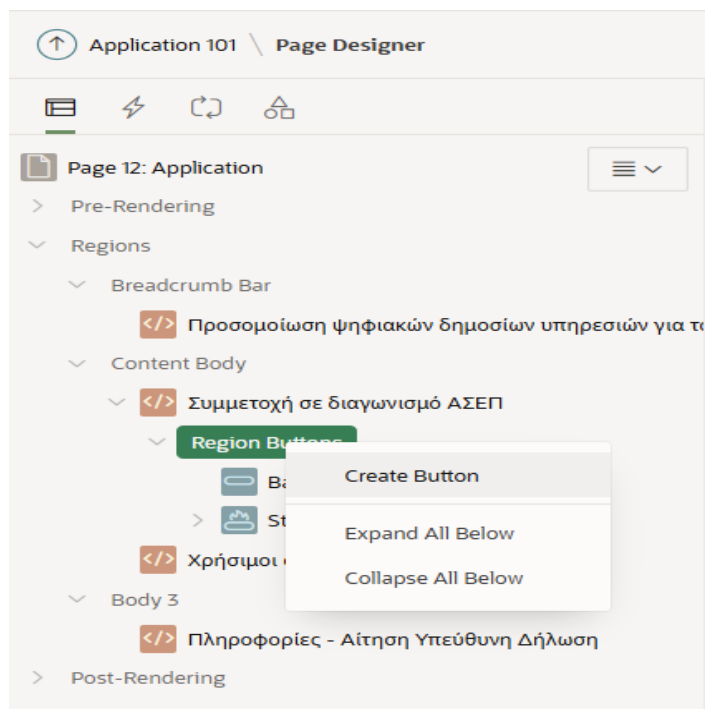 Application 101 \ Page Designer
Page 12: Application
Pre-Rendering
Regions
Breadcrumb Bar
Προσομοίωση ψηφιακών δημοσίων υπηρεσιών για
Content Body
Συμμετοχή σε διαγωνισμό ΑΣΕΠ
Region Buttons
Create Button
Expand All Below
Χρήσιμοι
Collapse All Below
Body 3
Πληροφορίες - Αίτηση Υπεύθυνη Δήλωση
Post-Rendering